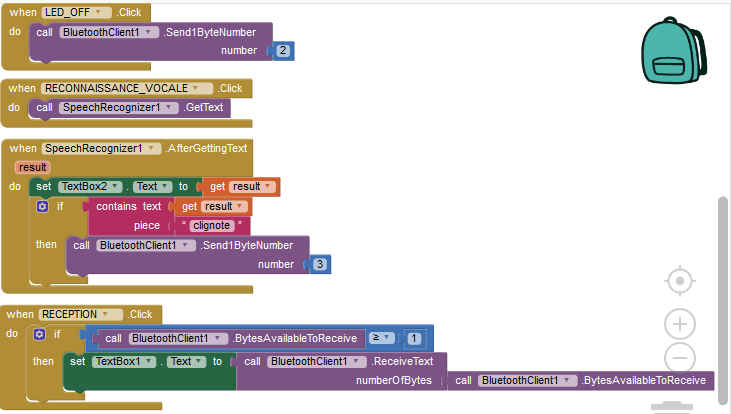 when LED_OFF .Click
do call BluetoothClient1 .Send1ByteNumber
number 2
when RECONNAISSANCE_VOCALE .Click
do call SpeechRecognizer1 .GetText
when SpeechRecognizer1 .AfterGettingText
result
do set TextBox2 . Text to get result
if contains text get result
piece " clignote "
then call BluetoothClient1 .Send1ByteNumber
number 3
when RECEPTION .Click
do if call BluetoothClient1 .BytesAvailableToReceive ≥ 1
then set TextBox1 . Text to call BluetoothClient1 .ReceiveText
numberOfBytes call BluetoothClient1 .BytesAvailableToReceive